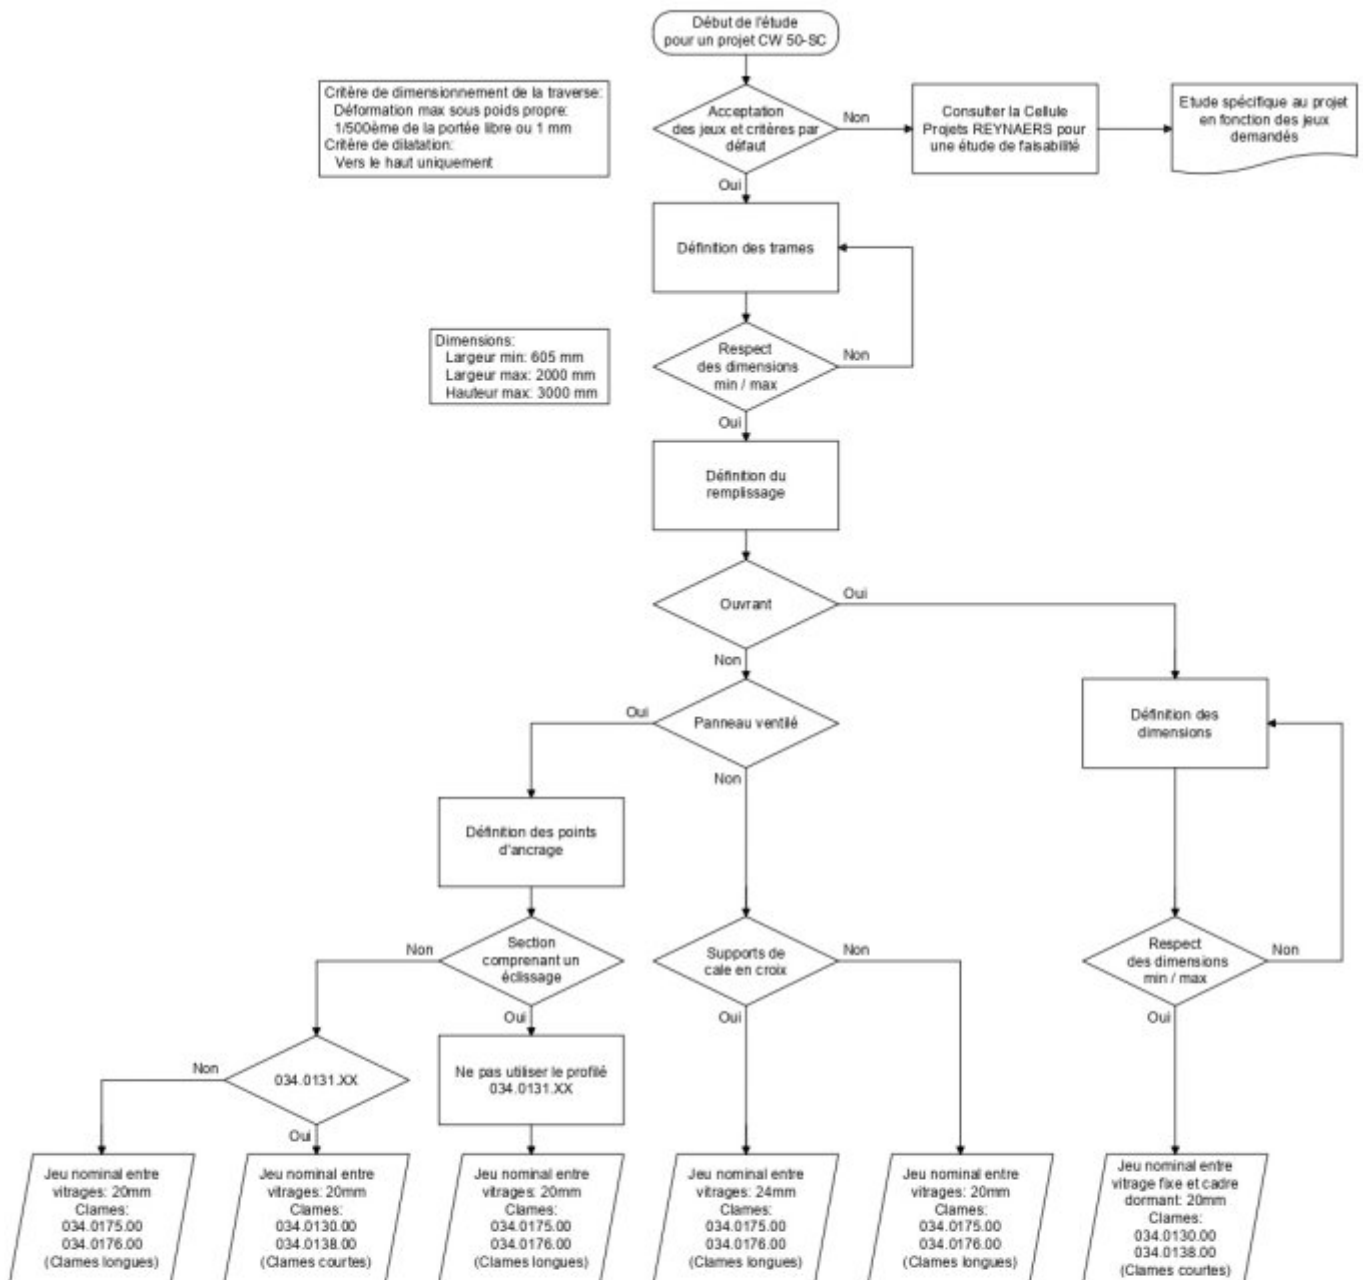 Début de l'étude
pour un projet CW 50-SC
Critère de dimensionnement de la traverse:
Déformation max sous poids propre:
1/500ème de la portée libre ou 1 mm
Critère de dilatation:
Vers le haut uniquement
Acceptation
des jeux et critères par
défaut
Non
Consulter la Cellule
Projets REYNAERS pour
une étude de faisabilité
Etude spécifique au projet
en fonction des jeux
demandés
Oui
Définition des trames
Dimensions:
Largeur min: 605 mm
Largeur max: 2000 mm
Hauteur max: 3000 mm
Respect
des dimensions
min / max
Non
Oui
Définition du
remplissage
Ouvrant
Oui
Non
Oui
Panneau ventilé
Non
Définition des
dimensions
Définition des points
d'ancrage
Non
Section
comprenant un
éclissage
Oui
Supports de
cale en croix
Non
Oui
Respect
des dimensions
min / max
Non
Oui
Non
034.0131.XX
Oui
Ne pas utiliser le profilé
034.0131.XX
Jeu nominal entre
vitrages: 20mm
Clames:
034.0175.00
034.0176.00
(Clames longues)
Jeu nominal entre
vitrages: 20mm
Clames:
034.0130.00
034.0138.00
(Clames courtes)
Jeu nominal entre
vitrages: 20mm
Clames:
034.0175.00
034.0176.00
(Clames longues)
Jeu nominal entre
vitrages: 24mm
Clames:
034.0175.00
034.0176.00
(Clames longues)
Jeu nominal entre
vitrages: 20mm
Clames:
034.0175.00
034.0176.00
(Clames longues)
Jeu nominal entre
vitrage fixe et cadre
dormant: 20mm
Clames:
034.0130.00
034.0138.00
(Clames courtes)